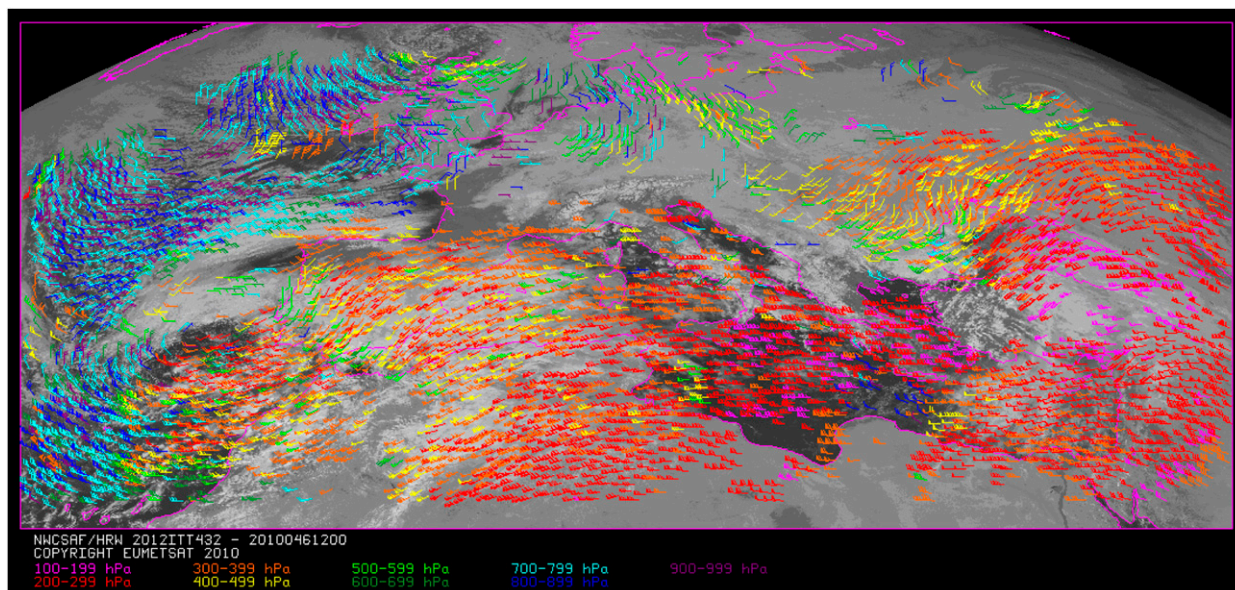 NWCSAF/HRW 2012ITT432 - 20100461200
COPYRIGHT EUMETSAT 2010
100-199 hPa 300-399 hPa 500-599 hPa 700-799 hPa 900-999 hPa
200-299 hPa 400-499 hPa 600-699 hPa 800-899 hPa